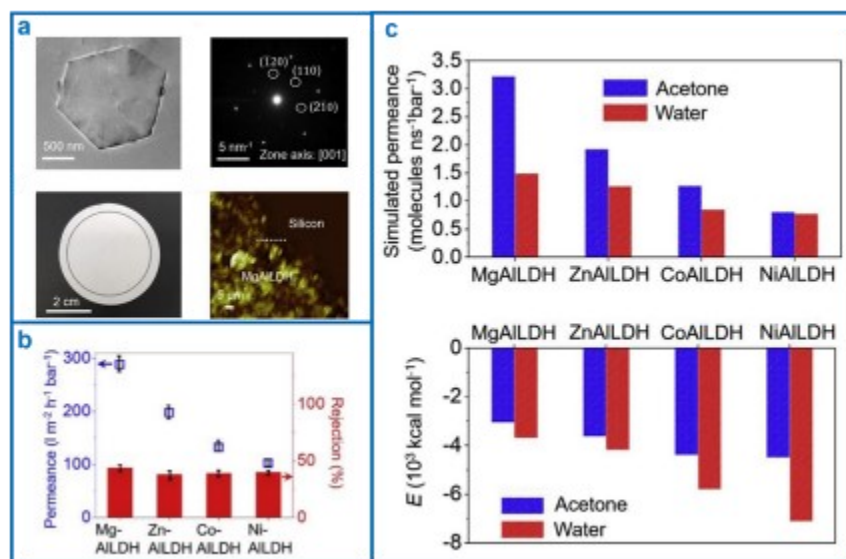 a
500 nm
(1̄20)
(110)
(2̄10)
5 nm⁻¹
Zone axis: [001]
2 cm
Silicon
MgAlLDH
b
Permeance (l m⁻² h⁻¹ bar⁻¹)
300
200
100
0
100
50
0
Rejection (%)
Mg-
AlLDH
Zn-
AlLDH
Co-
AlLDH
Ni-
AlLDH
c
Simulated permeance
(molecules ns⁻¹bar⁻¹)
3.5
3.0
2.5
2.0
1.5
1.0
0.5
0.0
Acetone
Water
MgAlLDH
ZnAlLDH
CoAlLDH
NiAlLDH
MgAlLDH
ZnAlLDH
CoAlLDH
NiAlLDH
E (10³ kcal mol⁻¹)
0
-2
-4
-6
-8
Acetone
Water